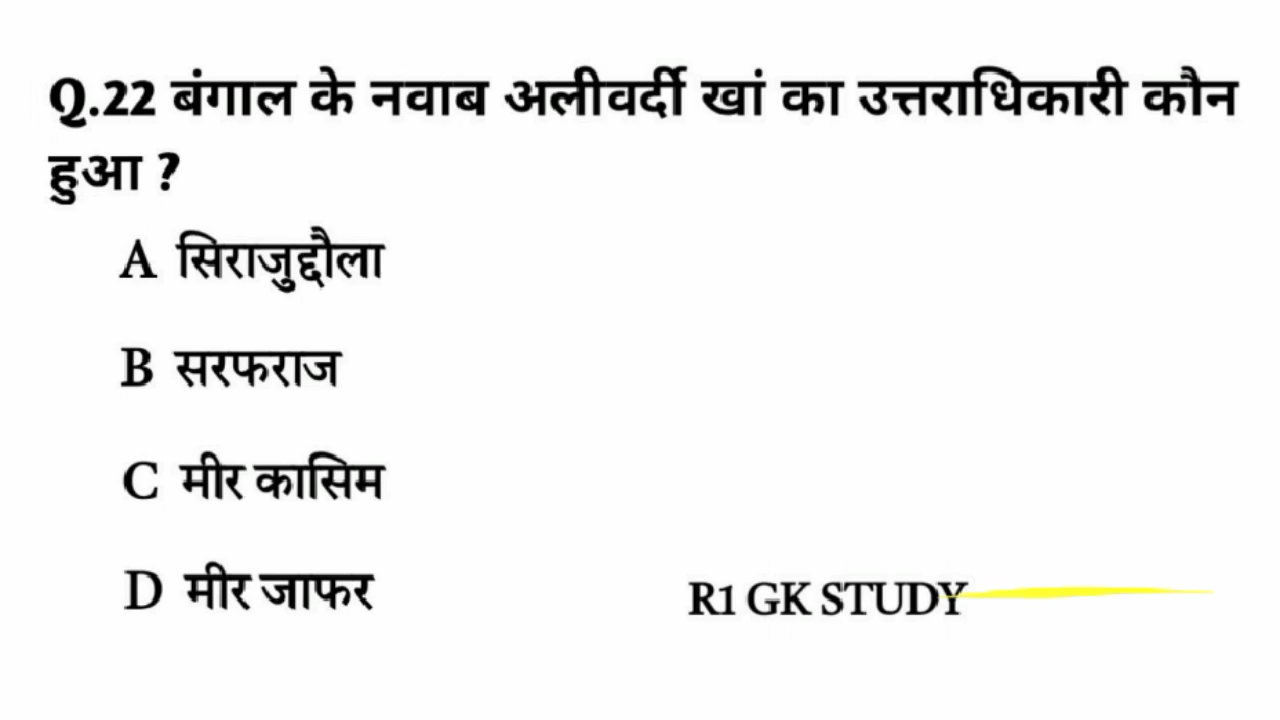 Q.22 बंगाल के नवाब अलीवर्दी खां का उत्तराधिकारी कौन
हुआ ?
A सिराजुद्दौला
B सरफराज
C मीर कासिम
D मीर जाफर
R1 GK STUDY